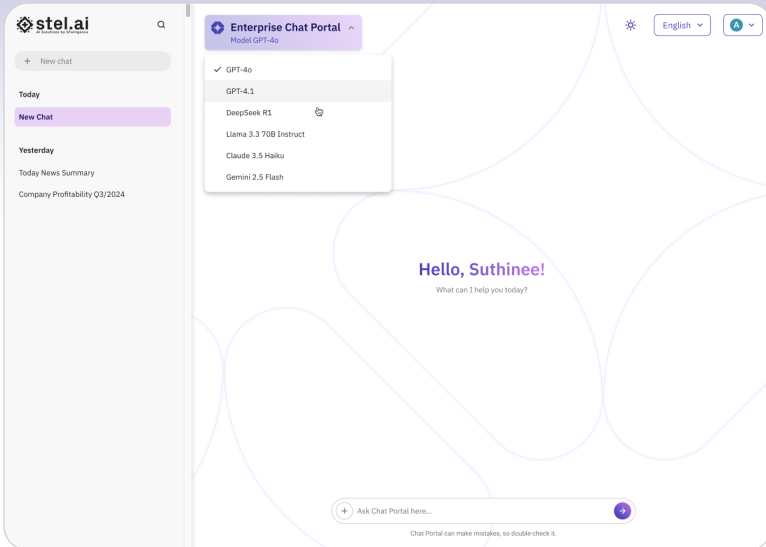 stel.ai
AI Solutions by STelligence
New chat
Today
New Chat
Yesterday
Today News Summary
Company Profitability Q3/2024
Enterprise Chat Portal
Model GPT-4o
GPT-4o
GPT-4.1
DeepSeek R1
Llama 3.3 70B Instruct
Claude 3.5 Haiku
Gemini 2.5 Flash
English
A
Hello, Suthinee!
What can I help you today?
Ask Chat Portal here...
Chat Portal can make mistakes, so double-check it.